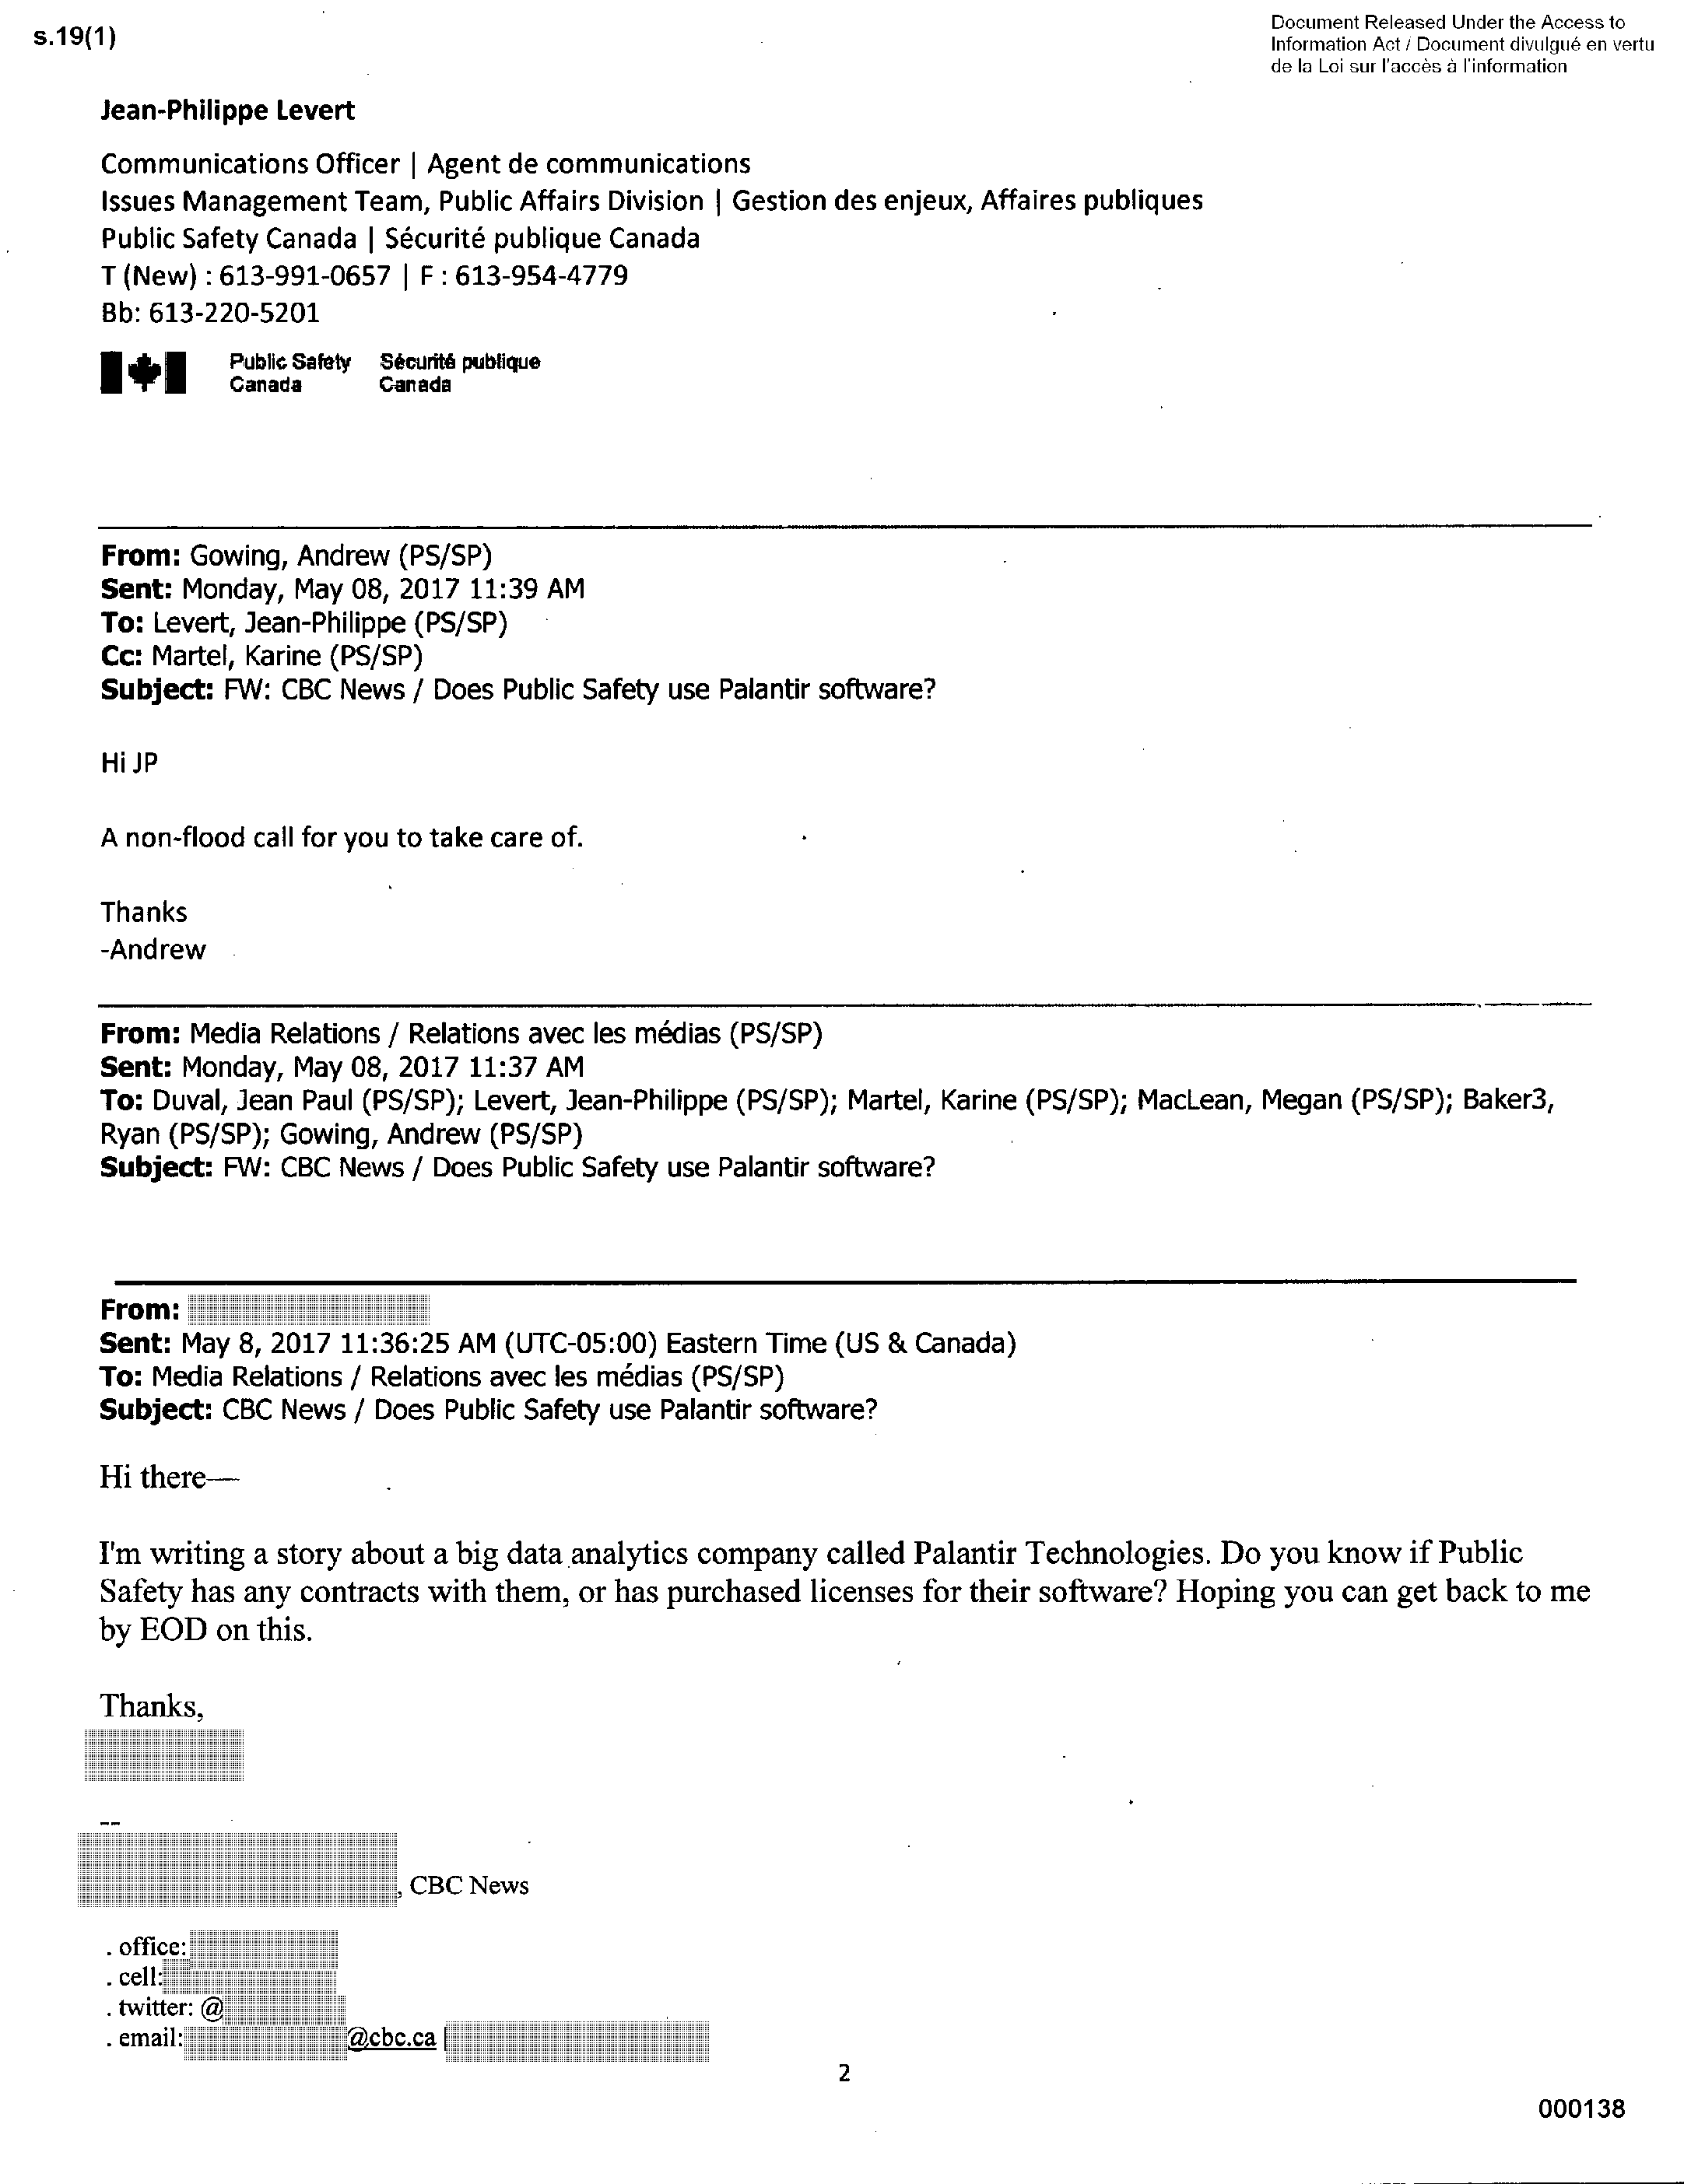 s.19(1)
Document Released Under the Access to
Information Act / Document divulgué en vertu
de la Loi sur l'accès à l'information
Jean-Philippe Levert
Communications Officer | Agent de communications
Issues Management Team, Public Affairs Division | Gestion des enjeux, Affaires publiques
Public Safety Canada | Sécurité publique Canada
T (New) : 613-991-0657 | F : 613-954-4779
Bb: 613-220-5201
Public Safety Sécurité publique
Canada Canada
From: Gowing, Andrew (PS/SP)
Sent: Monday, May 08, 2017 11:39 AM
To: Levert, Jean-Philippe (PS/SP)
Cc: Martel, Karine (PS/SP)
Subject: FW: CBC News / Does Public Safety use Palantir software?
Hi JP
A non-flood call for you to take care of.
Thanks
-Andrew
From: Media Relations / Relations avec les médias (PS/SP)
Sent: Monday, May 08, 2017 11:37 AM
To: Duval, Jean Paul (PS/SP); Levert, Jean-Philippe (PS/SP); Martel, Karine (PS/SP); MacLean, Megan (PS/SP); Baker3,
Ryan (PS/SP); Gowing, Andrew (PS/SP)
Subject: FW: CBC News / Does Public Safety use Palantir software?
From:
Sent: May 8, 2017 11:36:25 AM (UTC-05:00) Eastern Time (US & Canada)
To: Media Relations / Relations avec les médias (PS/SP)
Subject: CBC News / Does Public Safety use Palantir software?
Hi there—
I'm writing a story about a big data analytics company called Palantir Technologies. Do you know if Public
Safety has any contracts with them, or has purchased licenses for their software? Hoping you can get back to me
by EOD on this.
Thanks,
--
, CBC News
. office:
. cell:
. twitter: @
. email: @cbc.ca |
2
000138